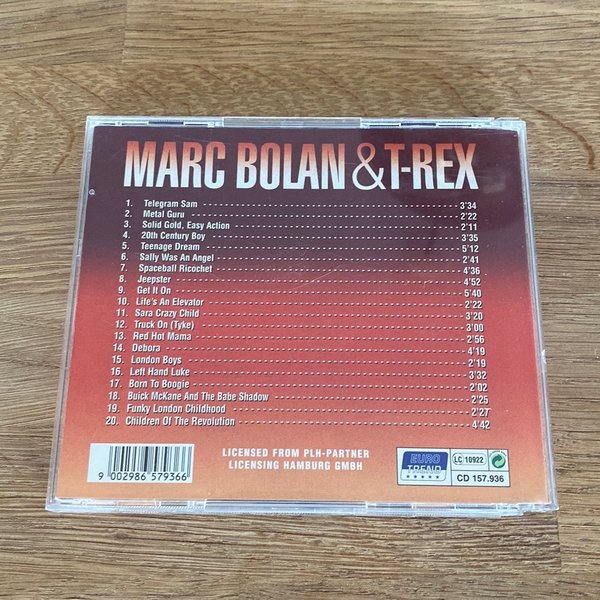 MARC BOLAN & T-REX
1. Telegram Sam 3'34
2. Metal Guru 2'22
3. Solid Gold, Easy Action 2'11
4. 20th Century Boy 3'35
5. Teenage Dream 5'12
6. Sally Was An Angel 2'41
7. Spaceball Ricochet 4'36
8. Jeepster 4'52
9. Get It On 5'40
10. Life's An Elevator 2'22
11. Sara Crazy Child 3'20
12. Truck On (Tyke) 3'00
13. Red Hot Mama 2'56
14. Debora 4'19
15. London Boys 2'19
16. Left Hand Luke 3'32
17. Born To Boogie 2'02
18. Buick McKane And The Babe Shadow 2'25
19. Funky London Childhood 2'27
20. Children Of The Revolution 4'42
9 002986 579366
LICENSED FROM PLH-PARTNER
LICENSING HAMBURG GMBH
EURO
TREND
LC 10922
CD 157.936